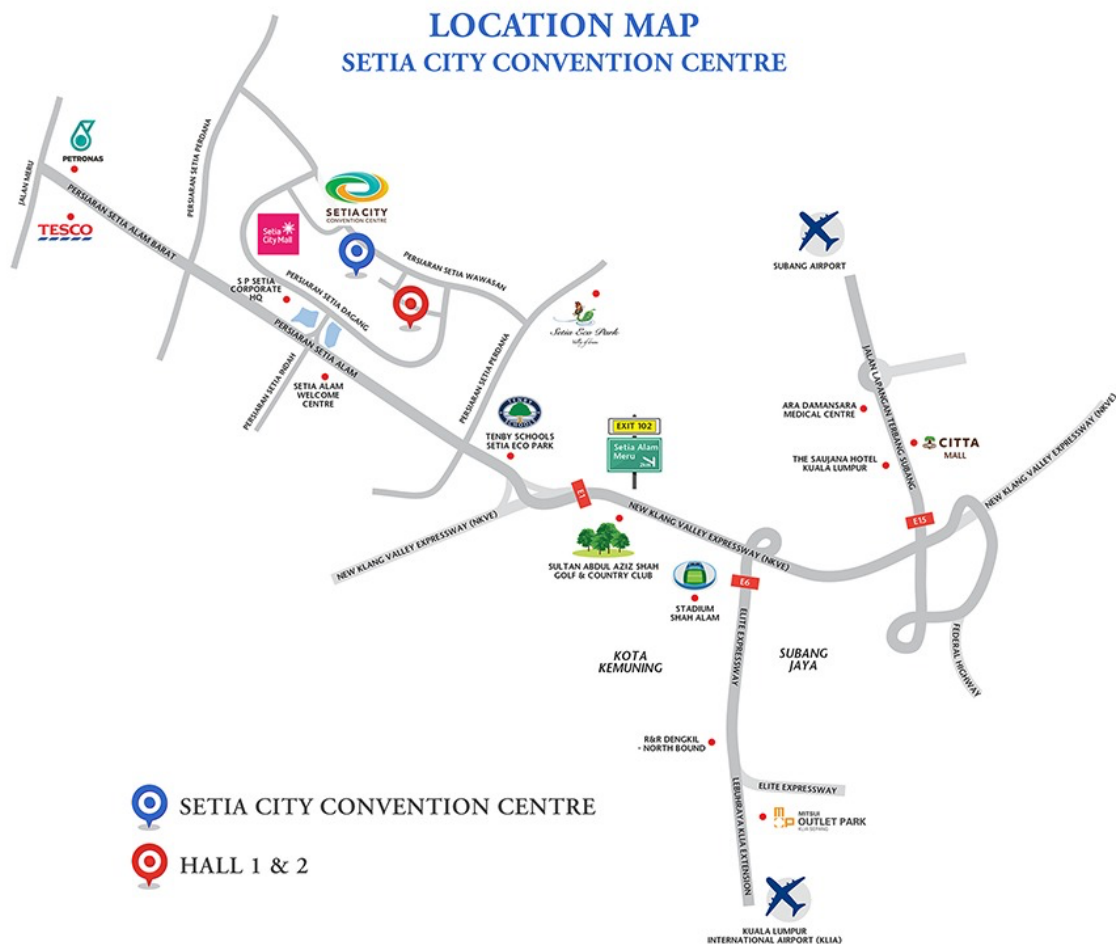 LOCATION MAP
SETIA CITY CONVENTION CENTRE
PETRONAS
JALAN MERU
TESCO
PERSIARAN SETIA ALAM BARAT
PERSIARAN SETIA PERDANA
SETIA CITY
CONVENTION CENTRE
Setia
City Mall
PERSIARAN SETIA WAWASAN
S P SETIA
CORPORATE
HQ
PERSIARAN SETIA DAGANG
PERSIARAN SETIA ALAM
PERSIARAN SETIA INDAH
SETIA ALAM
WELCOME
CENTRE
PERSIARAN SETIA PERDANA
Setia Eco Park
SUBANG AIRPORT
JALAN LAPANGAN TERBANG SUBANG
TENBY
SCHOOLS
TENBY SCHOOLS
SETIA ECO PARK
EXIT 102
Setia Alam
Meru
2km
ARA DAMANSARA
MEDICAL CENTRE
CITTA
MALL
THE SAUJANA HOTEL
KUALA LUMPUR
NEW KLANG VALLEY EXPRESSWAY (NKVE)
E1
NEW KLANG VALLEY EXPRESSWAY (NKVE)
E15
NEW KLANG VALLEY EXPRESSWAY (NKVE)
SULTAN ABDUL AZIZ SHAH
GOLF & COUNTRY CLUB
E6
STADIUM
SHAH ALAM
ELITE EXPRESSWAY
FEDERAL HIGHWAY
KOTA
KEMUNING
SUBANG
JAYA
R&R DENGKIL
- NORTH BOUND
ELITE EXPRESSWAY
LEBUHRAYA KLIA EXTENSION
MITSUI
OUTLET PARK
KLIA SEPANG
SETIA CITY CONVENTION CENTRE
HALL 1 & 2
KUALA LUMPUR
INTERNATIONAL AIRPORT (KLIA)